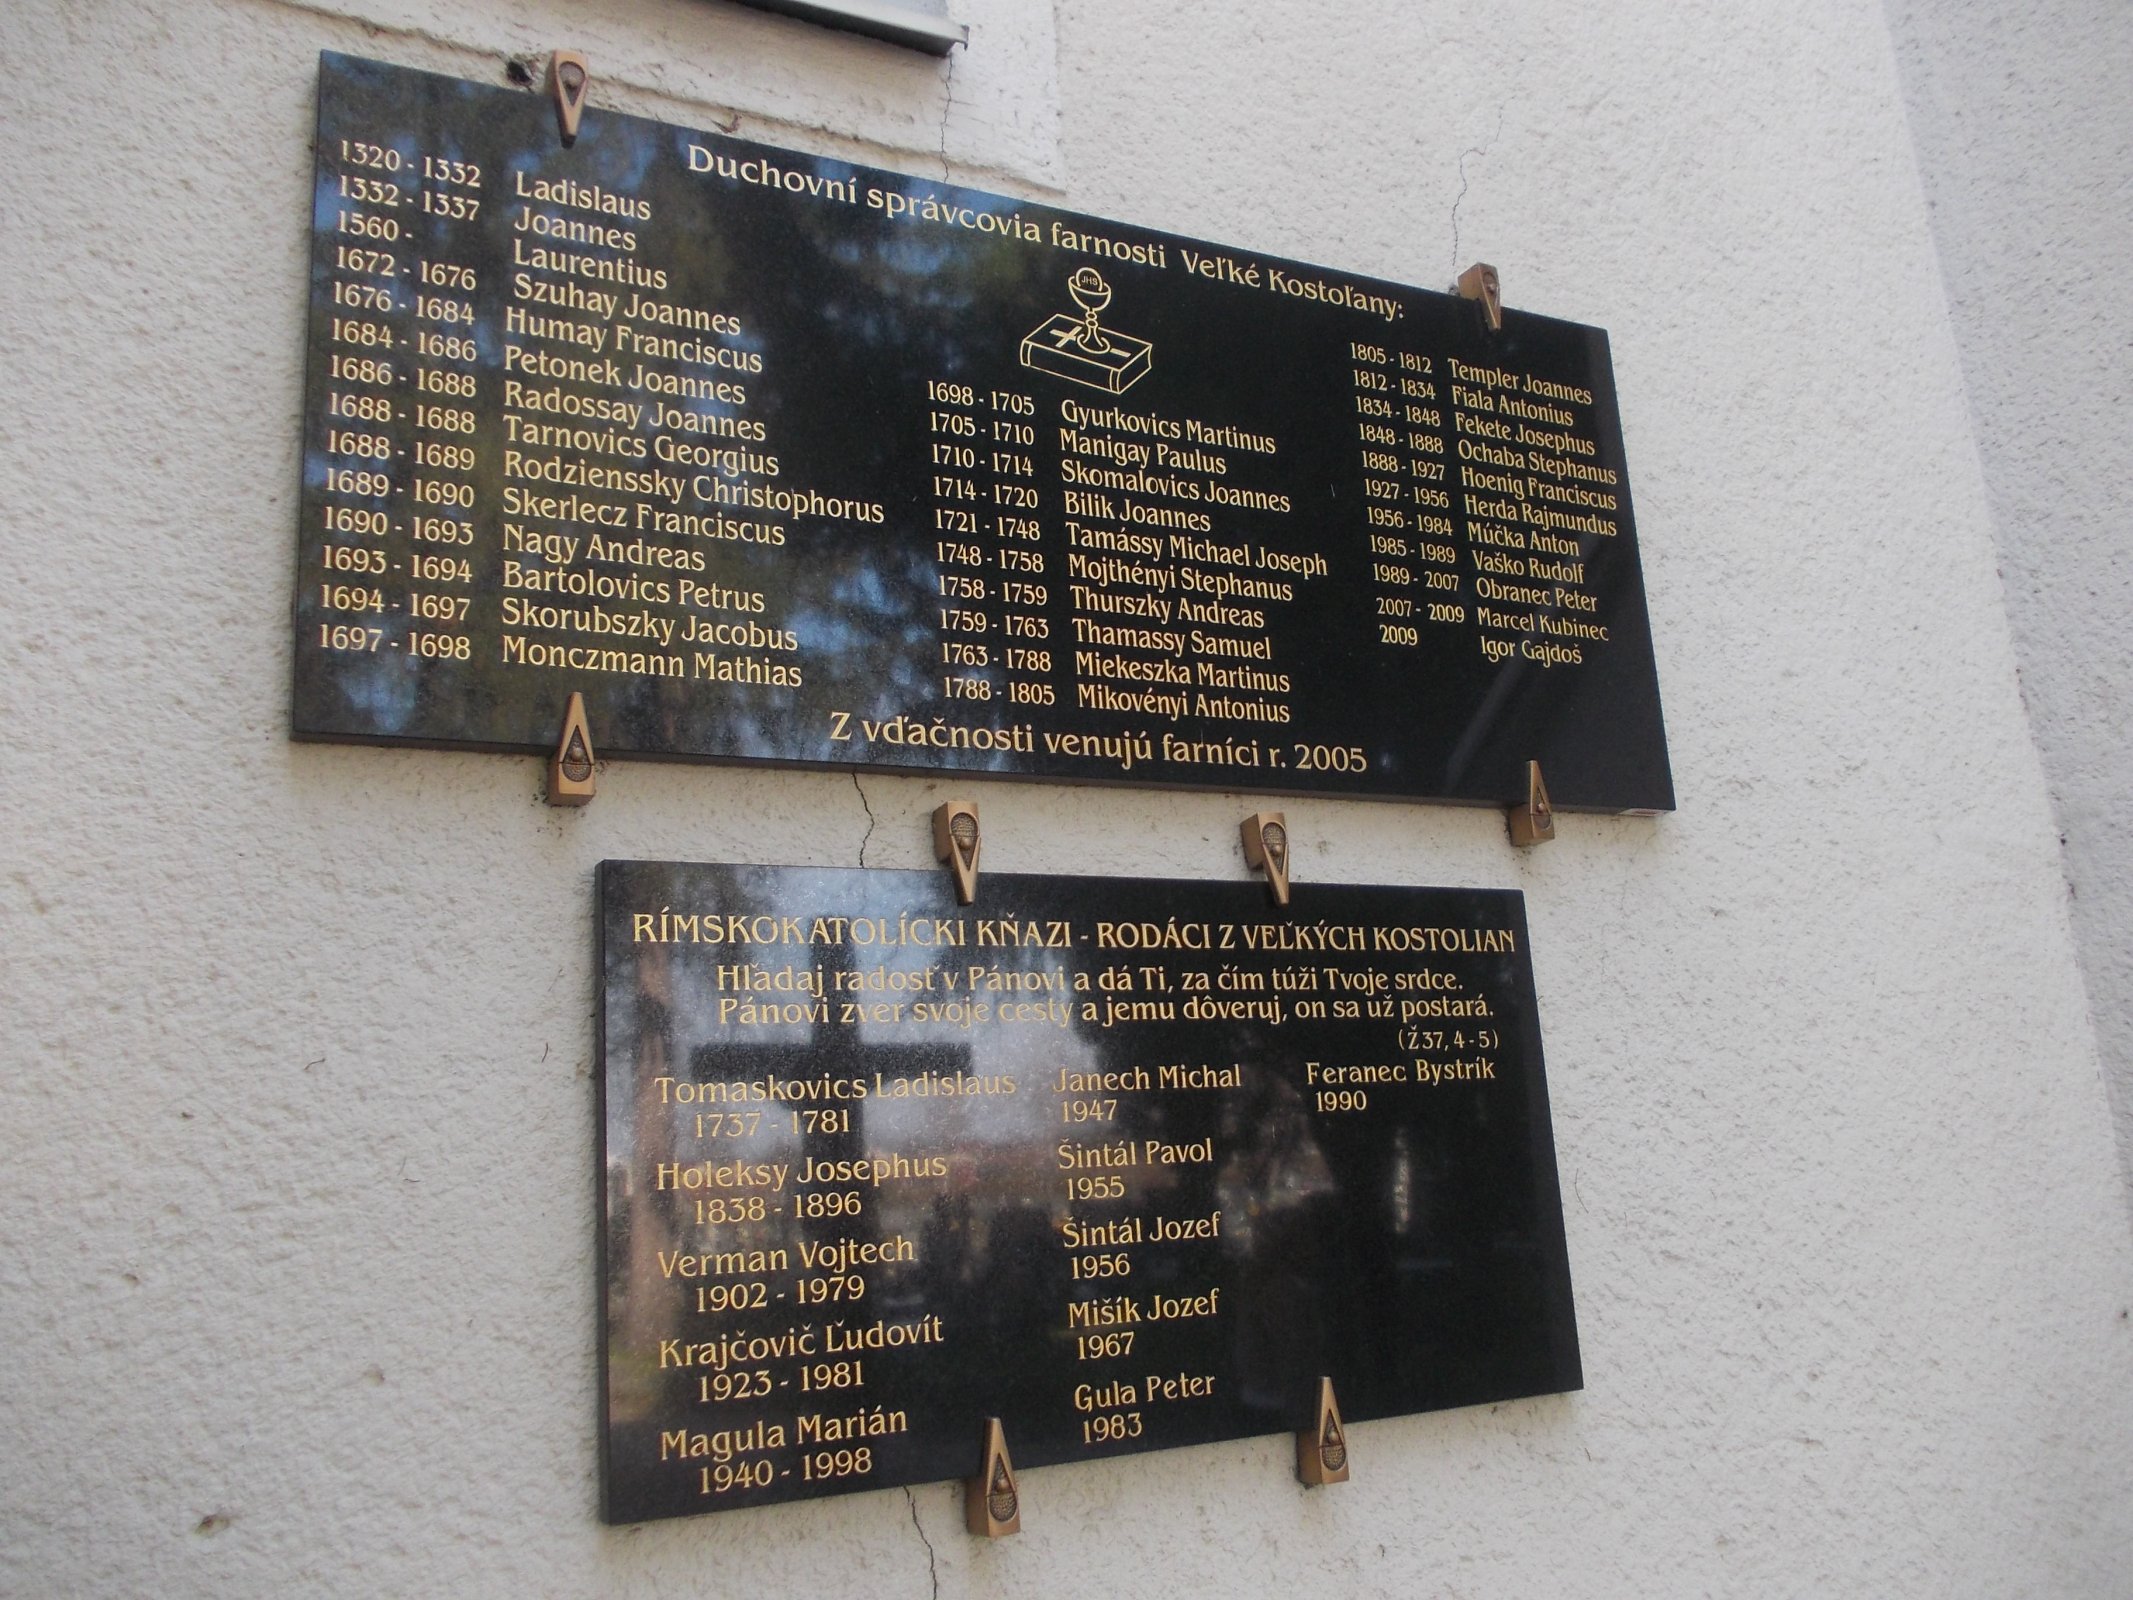 Duchovní správcovia farnosti Veľké Kostoľany:
1320 - 1332 Ladislaus
1332 - 1337 Joannes
1560 - Laurentius
1672 - 1676 Szuhay Joannes
1676 - 1684 Humay Franciscus
1684 - 1686 Petonek Joannes
1686 - 1688 Radossay Joannes
1688 - 1688 Tarnovics Georgius
1688 - 1689 Rodzienssky Christophorus
1689 - 1690 Skerlecz Franciscus
1690 - 1693 Nagy Andreas
1693 - 1694 Bartolovics Petrus
1694 - 1697 Skorubszky Jacobus
1697 - 1698 Monczmann Mathias
JHS
1698 - 1705 Gyurkovics Martinus
1705 - 1710 Manigay Paulus
1710 - 1714 Skomalovics Joannes
1714 - 1720 Bilik Joannes
1721 - 1748 Tamássy Michael Joseph
1748 - 1758 Mojthényi Stephanus
1758 - 1759 Thurszky Andreas
1759 - 1763 Thamassy Samuel
1763 - 1788 Miekeszka Martinus
1788 - 1805 Mikovényi Antonius
1805 - 1812 Templer Joannes
1812 - 1834 Fiala Antonius
1834 - 1848 Fekete Josephus
1848 - 1888 Ochaba Stephanus
1888 - 1927 Hoenig Franciscus
1927 - 1956 Herda Rajmundus
1956 - 1984 Múčka Anton
1985 - 1989 Vaško Rudolf
1989 - 2007 Obranec Peter
2007 - 2009 Marcel Kubinec
2009 Igor Gajdoš
Z vďačnosti venujú farníci r. 2005
RÍMSKOKATOLÍCKI KŇAZI - RODÁCI Z VEĽKÝCH KOSTOLIAN
Hľadaj radosť v Pánovi a dá Ti, za čím túži Tvoje srdce.
Pánovi zver svoje cesty a jemu dôveruj, on sa už postará.
(Ž 37, 4 - 5)
Tomaskovics Ladislaus
1737 - 1781
Holeksy Josephus
1838 - 1896
Verman Vojtech
1902 - 1979
Krajčovič Ľudovít
1923 - 1981
Magula Marián
1940 - 1998
Janech Michal
1947
Šintál Pavol
1955
Šintál Jozef
1956
Mišík Jozef
1967
Gula Peter
1983
Feranec Bystrík
1990